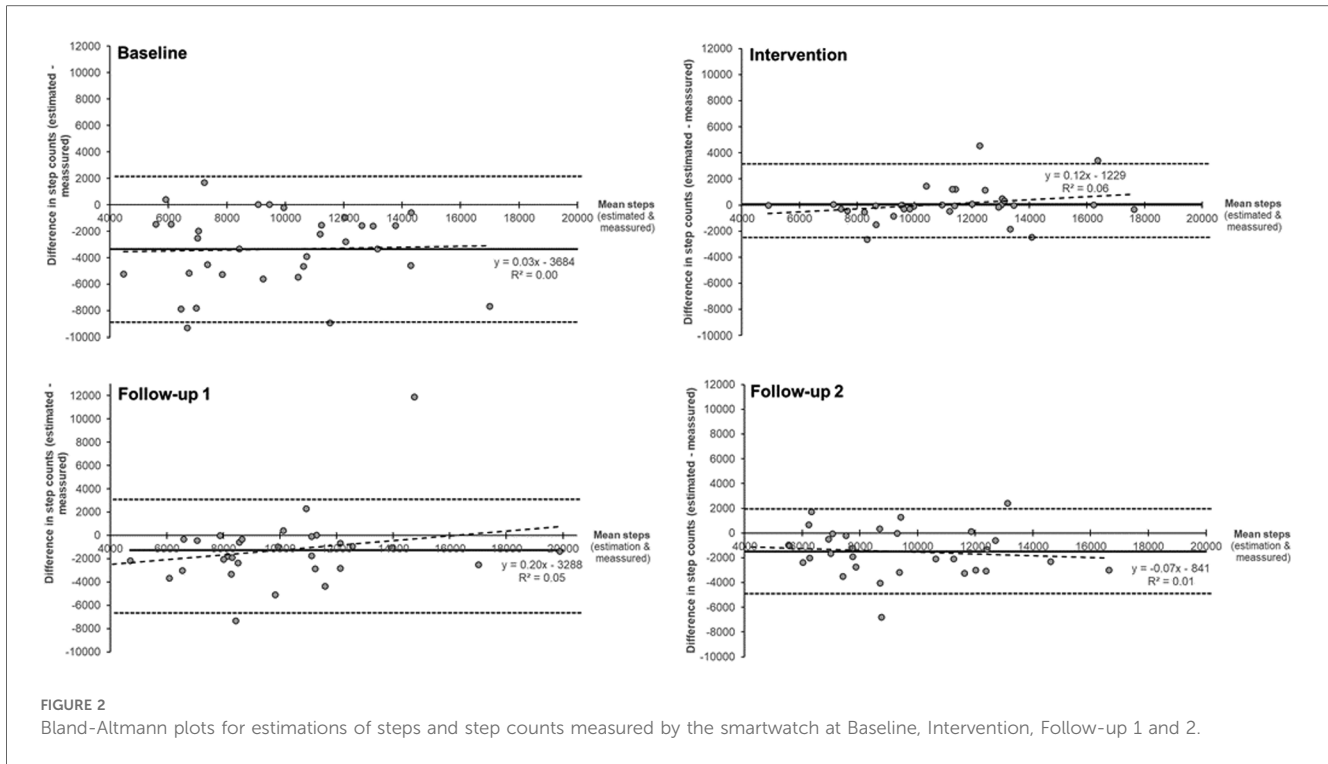 Baseline
Difference in step counts (estimated -
meassured)
12000
10000
8000
6000
4000
2000
0
-2000
-4000
-6000
-8000
-10000
4000 6000 8000 10000 12000 14000 16000 18000 20000
Mean steps
(estimated &
meassured)
y = 0.03x - 3684
R² = 0.00
Intervention
Difference in step counts (estimated - meassured)
12000
10000
8000
6000
4000
2000
0
-2000
-4000
-6000
-8000
-10000
4000 6000 8000 10000 12000 14000 16000 18000 20000
Mean steps
(estimated &
meassured)
y = 0.12x - 1229
R² = 0.06
Follow-up 1
Difference in step counts (estimated -
meassured)
12000
10000
8000
6000
4000
2000
0
-2000
-4000
-6000
-8000
-10000
4000 6000 8000 10000 12000 14000 16000 18000 20000
Mean steps
(estimation &
meassured)
y = 0.20x - 3288
R² = 0.05
Follow-up 2
Difference in step counts (estimated - meassured)
12000
10000
8000
6000
4000
2000
0
-2000
-4000
-6000
-8000
-10000
4000 6000 8000 10000 12000 14000 16000 18000 20000
Mean steps
(estimated &
meassured)
y = -0.07x - 841
R² = 0.01
FIGURE 2
Bland-Altmann plots for estimations of steps and step counts measured by the smartwatch at Baseline, Intervention, Follow-up 1 and 2.